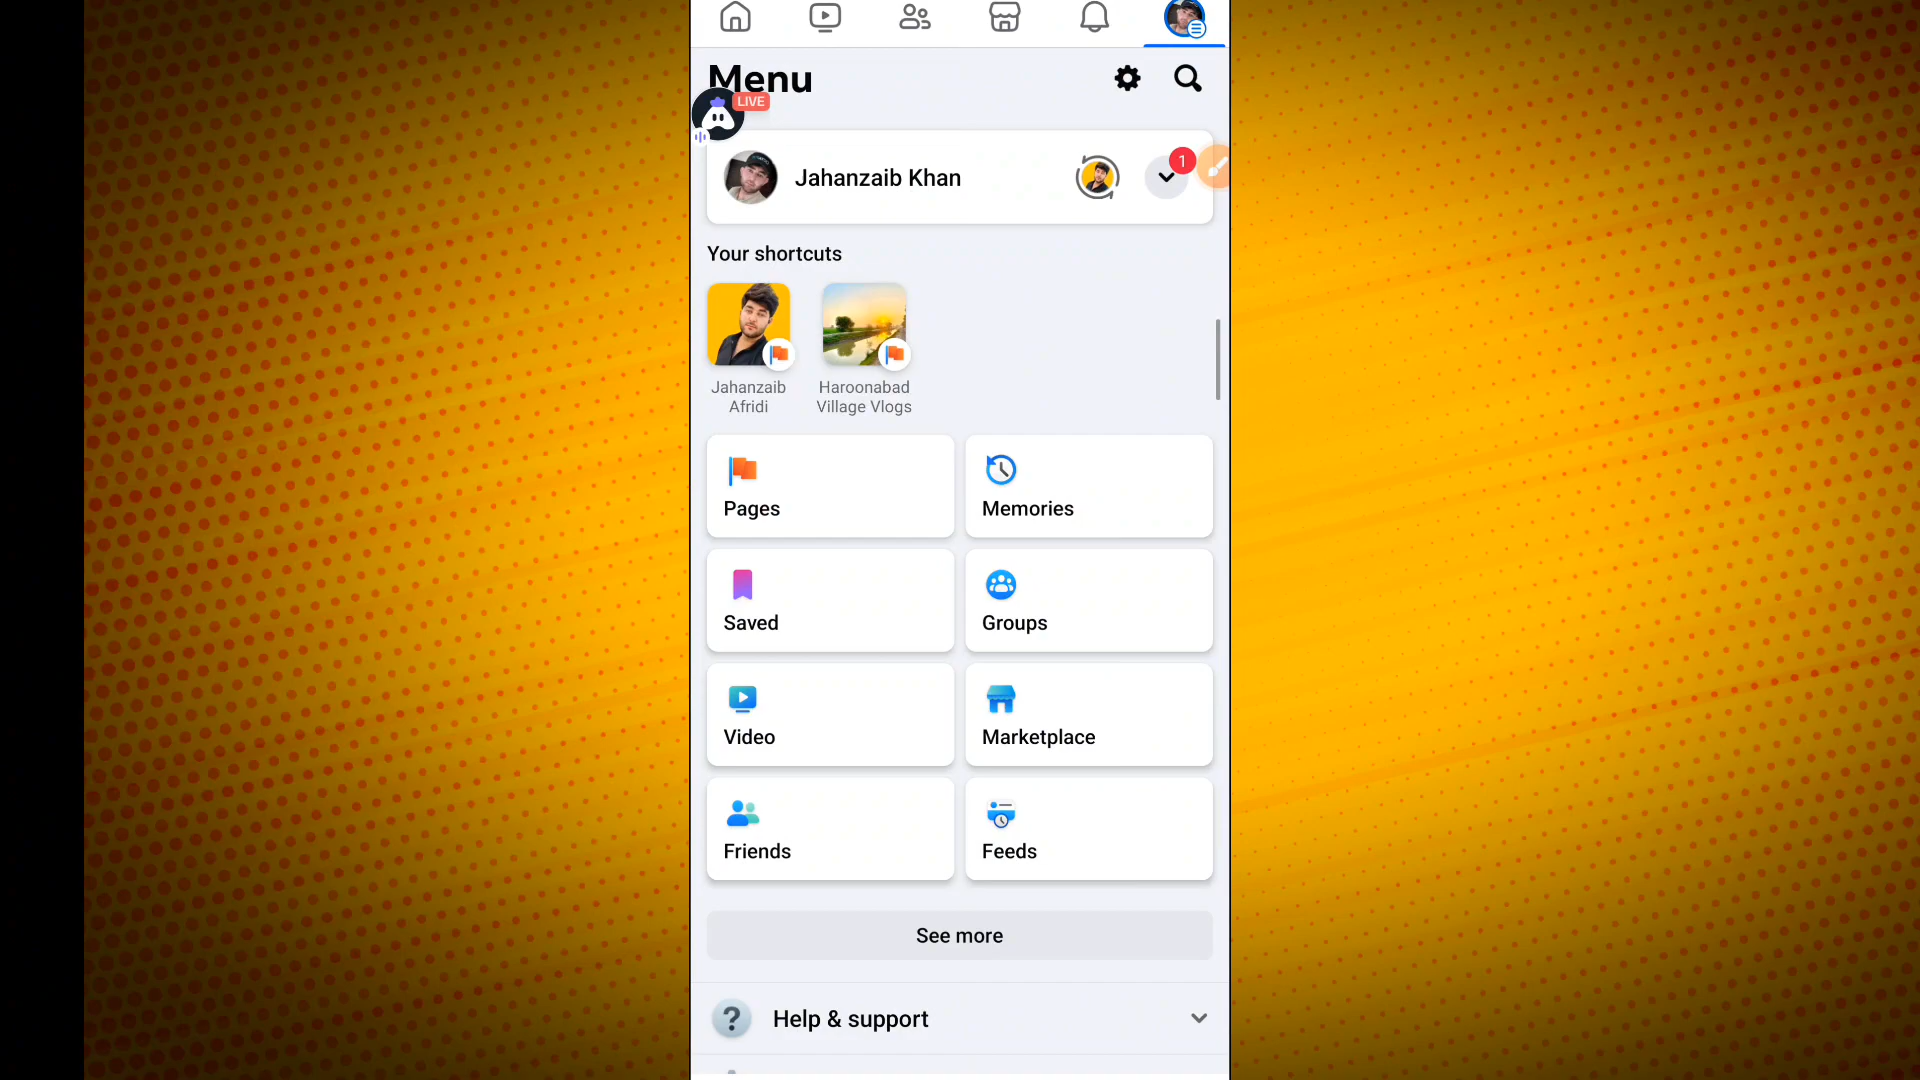 Menu
LIVE
Jahanzaib Khan
1
Your shortcuts
Jahanzaib
Afridi
Haroonabad
Village Vlogs
Pages
Memories
Saved
Groups
Video
Marketplace
Friends
Feeds
See more
? Help & support